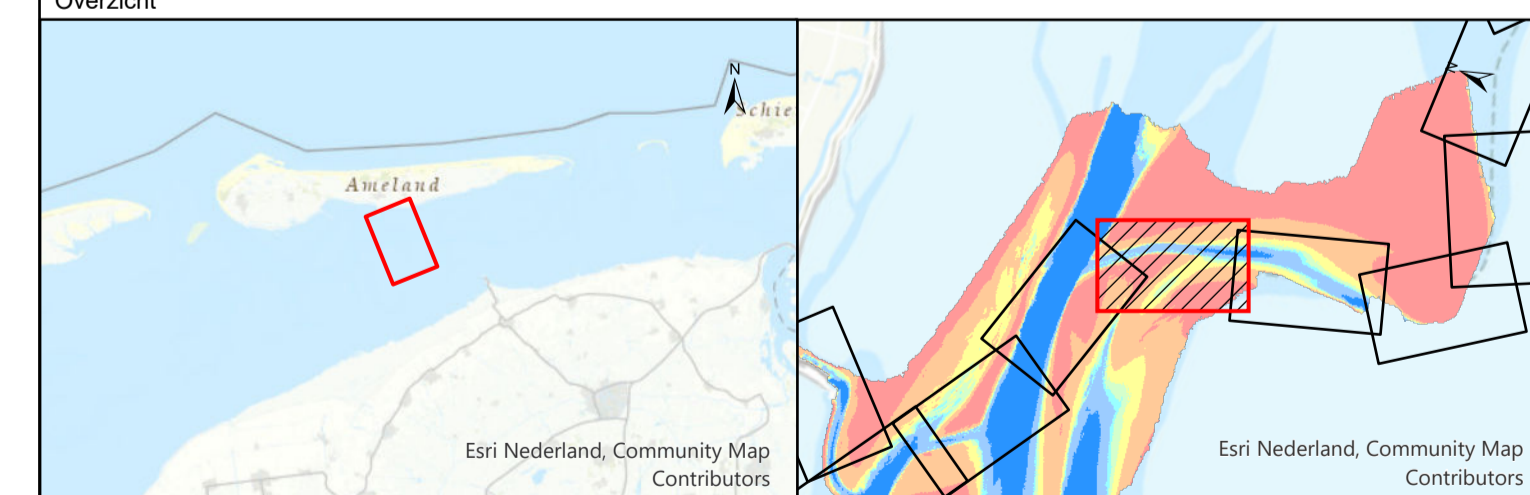 Overzicht
N
Schie
Ameland
N
Esri Nederland, Community Map
Contributors
Esri Nederland, Community Map
Contributors